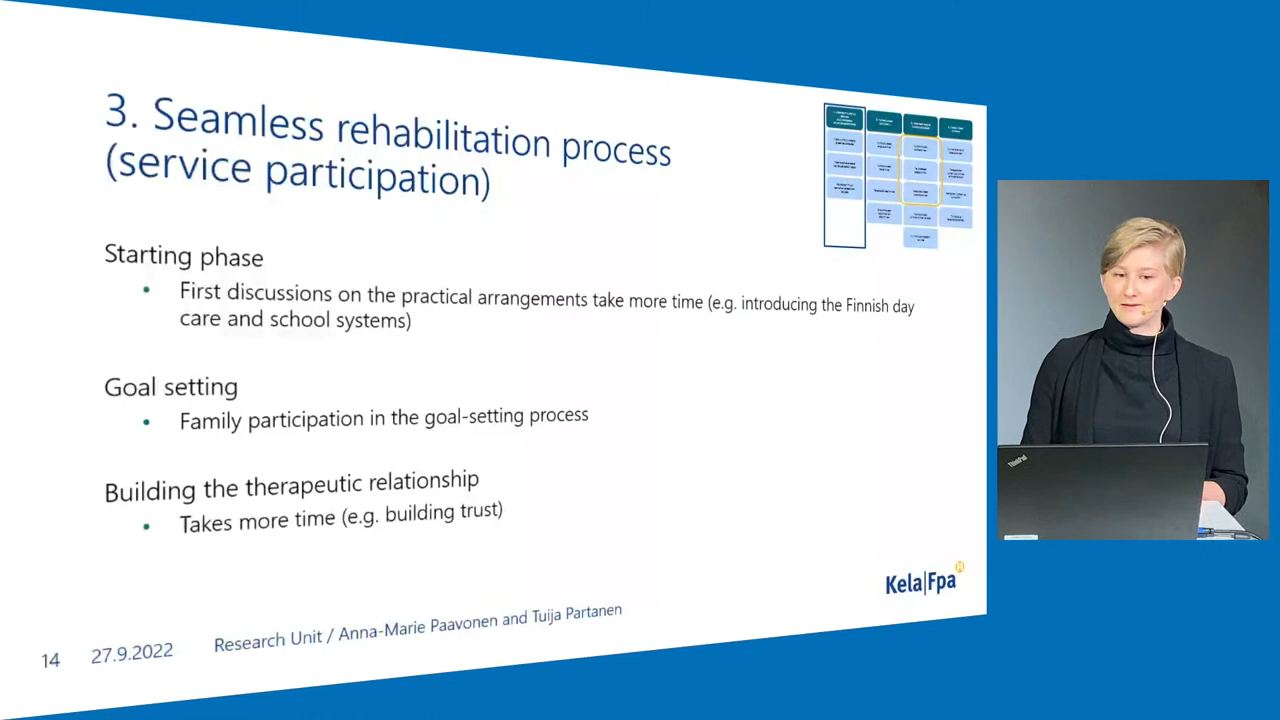 3. Seamless rehabilitation process
(service participation)
Starting phase
• First discussions on the practical arrangements take more time (e.g. introducing the Finnish day
care and school systems)
Goal setting
• Family participation in the goal-setting process
Building the therapeutic relationship
• Takes more time (e.g. building trust)
Kela|Fpa
14 27.9.2022 Research Unit / Anna-Marie Paavonen and Tuija Partanen
ThinkPad